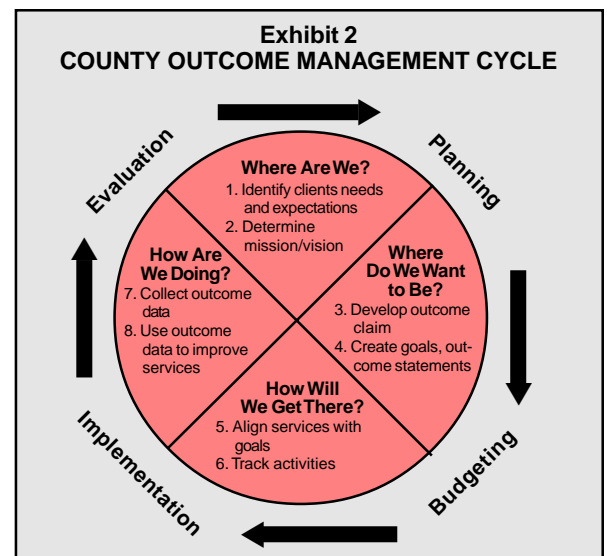 Exhibit 2
COUNTY OUTCOME MANAGEMENT CYCLE
Evaluation
Planning
Where Are We?
1. Identify clients needs
and expectations
2. Determine
mission/vision
Where
Do We Want
to Be?
3. Develop outcome
claim
4. Create goals, out-
come statements
How Are
We Doing?
7. Collect outcome
data
8. Use outcome
data to improve
services
How Will
We Get There?
5. Align services with
goals
6. Track activities
Implementation
Budgeting